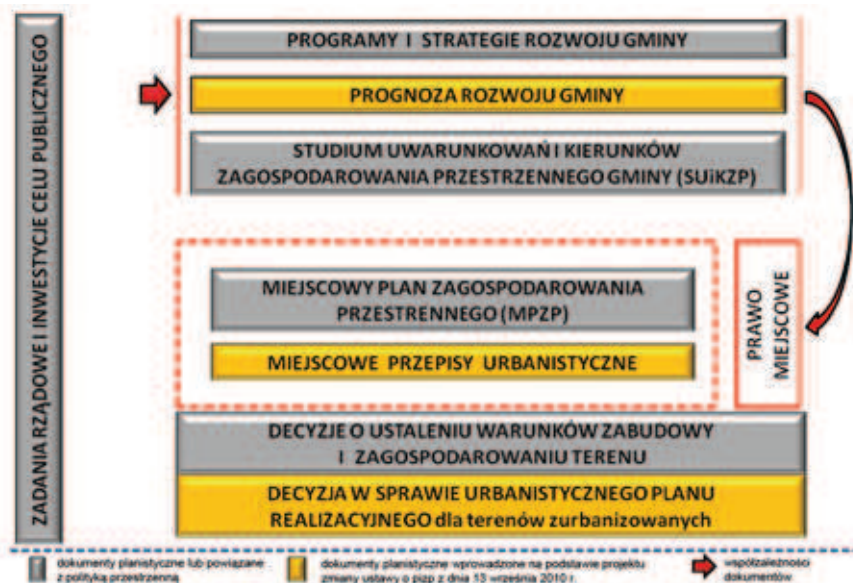 ZADANIA RZĄDOWE I INWESTYCJE CELU PUBLICZNEGO
PROGRAMY I STRATEGIE ROZWOJU GMINY
PROGNOZA ROZWOJU GMINY
STUDIUM UWARUNKOWAŃ I KIERUNKÓW
ZAGOSPODAROWANIA PRZESTRZENNEGO GMINY (SUiKZP)
MIEJSCOWY PLAN ZAGOSPODAROWANIA
PRZESTRENNEGO (MPZP)
MIEJSCOWE PRZEPISY URBANISTYCZNE
PRAWO
MIEJSCOWE
DECYZJE O USTALENIU WARUNKÓW ZABUDOWY
I ZAGOSPODAROWANIU TERENU
DECYZJA W SPRAWIE URBANISTYCZNEGO PLANU
REALIZACYJNEGO dla terenów zurbanizowanych
dokumenty planistyczne lub powiązane
z polityką przestrzenną
dokumenty planistyczne wprowadzone na podstawie projektu
zmiany ustawy o pizp z dnia 13 września 2010 r.
współzależności
dokumentów